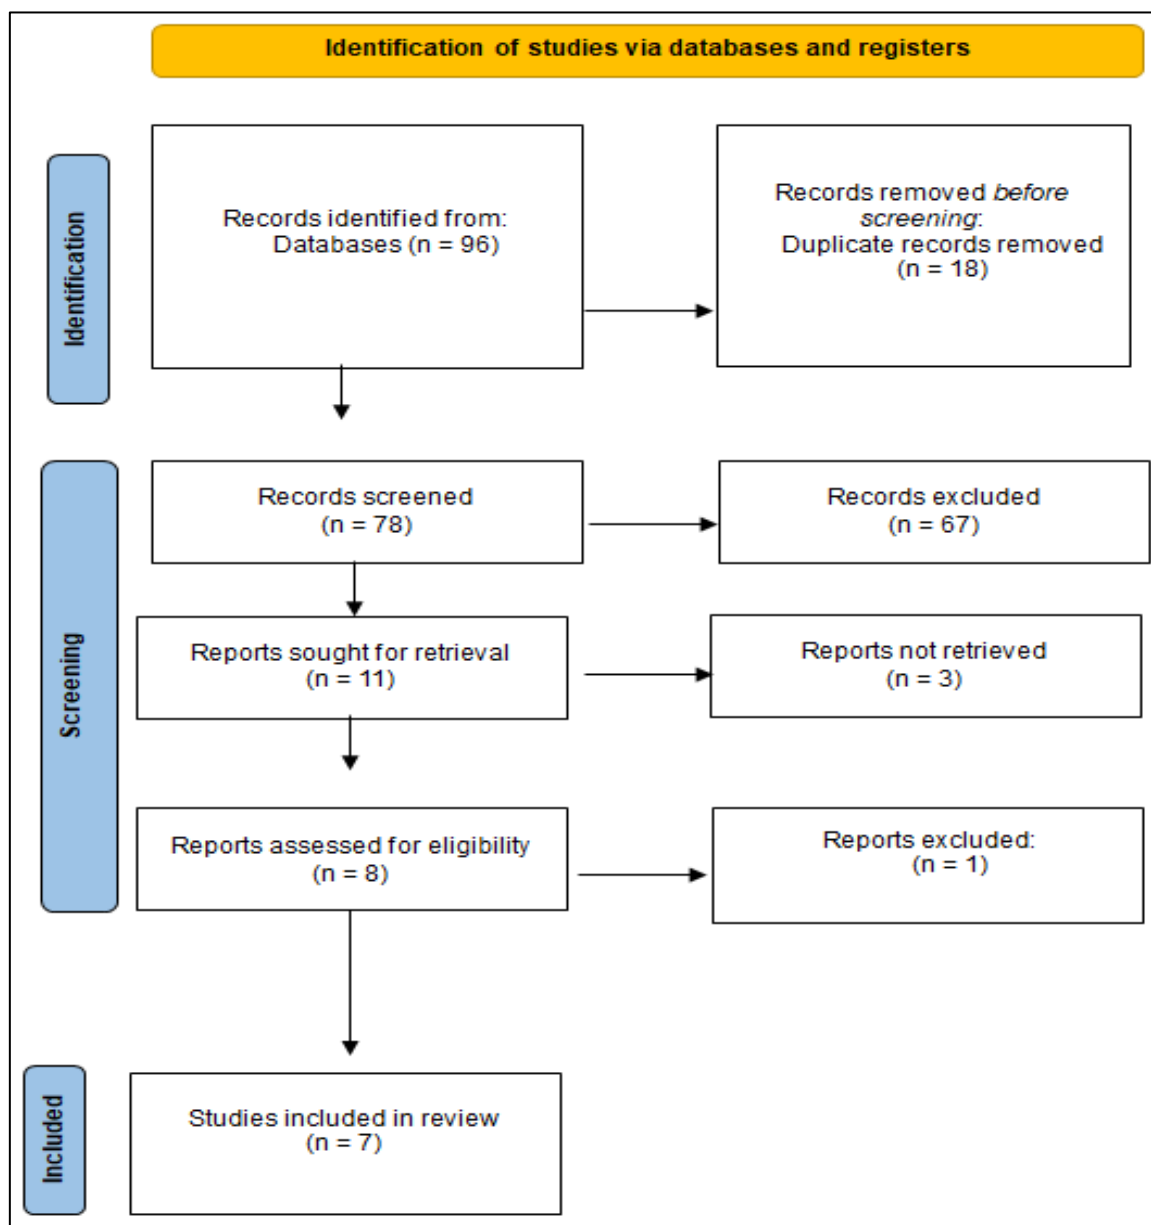 Identification of studies via databases and registers
Identification
Records identified from:
Databases (n = 96)
Records removed before
screening:
Duplicate records removed
(n = 18)
Screening
Records screened
(n = 78)
Records excluded
(n = 67)
Reports sought for retrieval
(n = 11)
Reports not retrieved
(n = 3)
Reports assessed for eligibility
(n = 8)
Reports excluded:
(n = 1)
Included
Studies included in review
(n = 7)